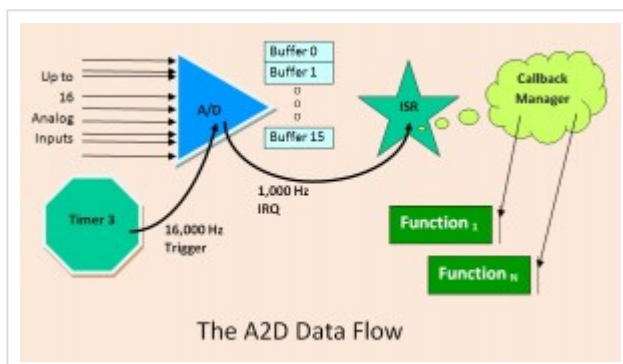 Up to
16
Analog
Inputs
A/D
Buffer 0
Buffer 1
o
o
o
Buffer 15
ISR
Callback
Manager
Timer 3
16,000 Hz
Trigger
1,000 Hz
IRQ
Function 1
Function N
The A2D Data Flow